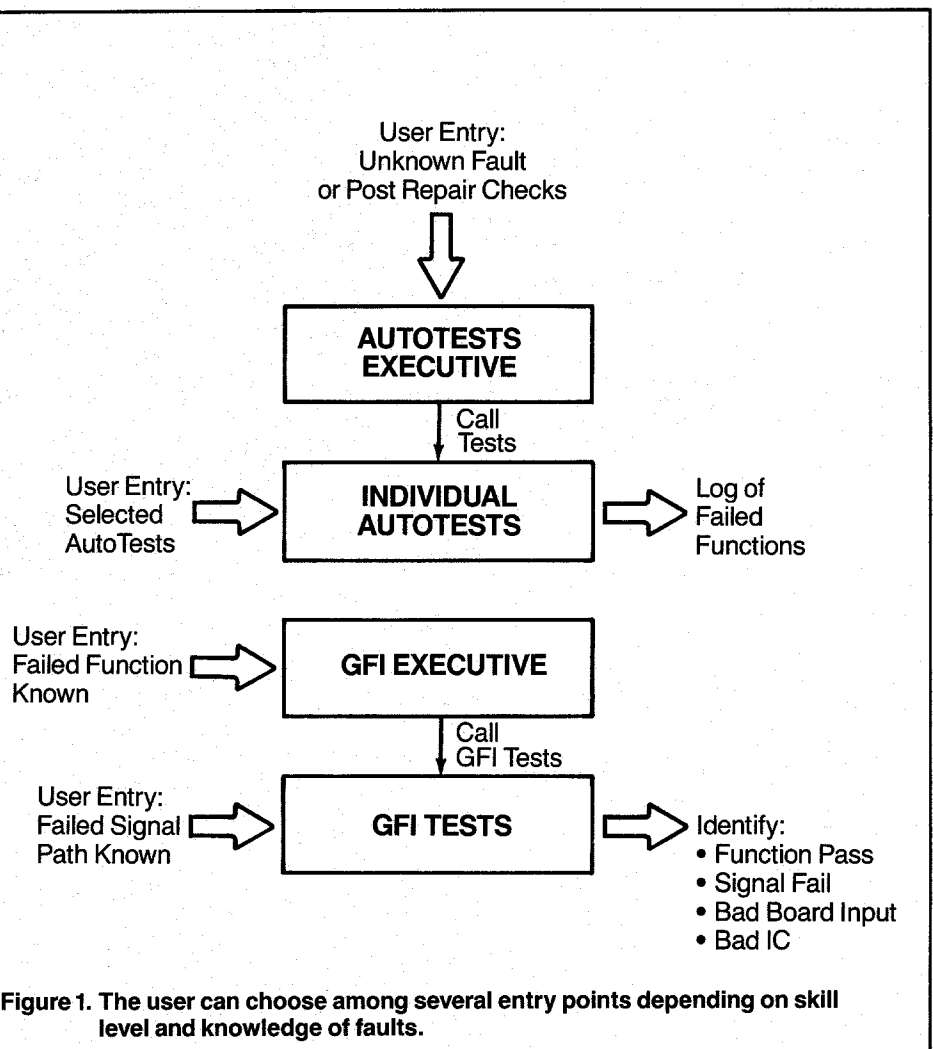 User Entry:
Unknown Fault
or Post Repair Checks
AUTOTESTS
EXECUTIVE
Call
Tests
User Entry:
Selected
AutoTests
INDIVIDUAL
AUTOTESTS
Log of
Failed
Functions
User Entry:
Failed Function
Known
GFI EXECUTIVE
Call
GFI Tests
User Entry:
Failed Signal
Path Known
GFI TESTS
Identify:
• Function Pass
• Signal Fail
• Bad Board Input
• Bad IC
Figure 1. The user can choose among several entry points depending on skill
level and knowledge of faults.